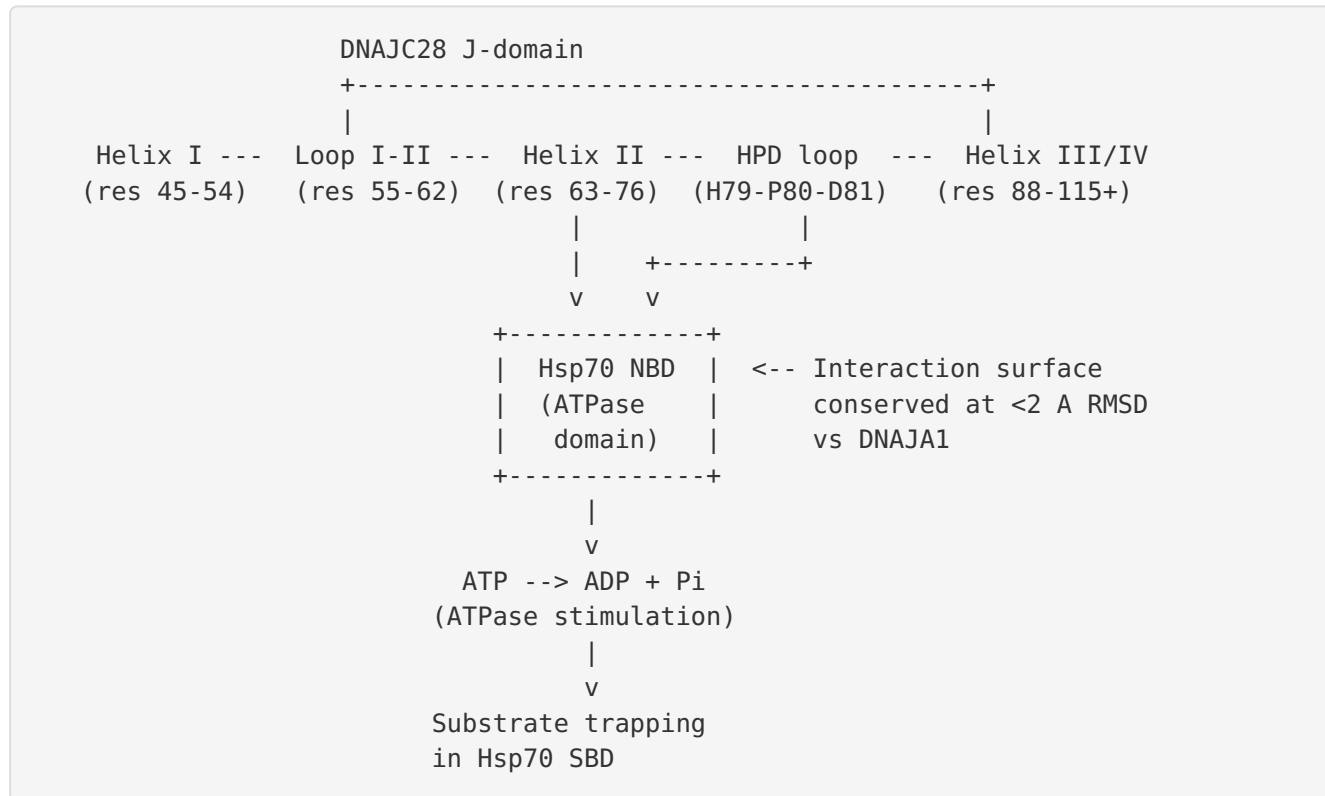 DNAJC28 J-domain
+-----------------------------------------+
| |
Helix I --- Loop I-II --- Helix II --- HPD loop --- Helix III/IV
(res 45-54) (res 55-62) (res 63-76) (H79-P80-D81) (res 88-115+)
| |
| +---------+
v v
+-------------+
| Hsp70 NBD | <-- Interaction surface
| (ATPase | conserved at <2 A RMSD
| domain) | vs DNAJA1
+-------------+
|
v
ATP --> ADP + Pi
(ATPase stimulation)
|
v
Substrate trapping
in Hsp70 SBD